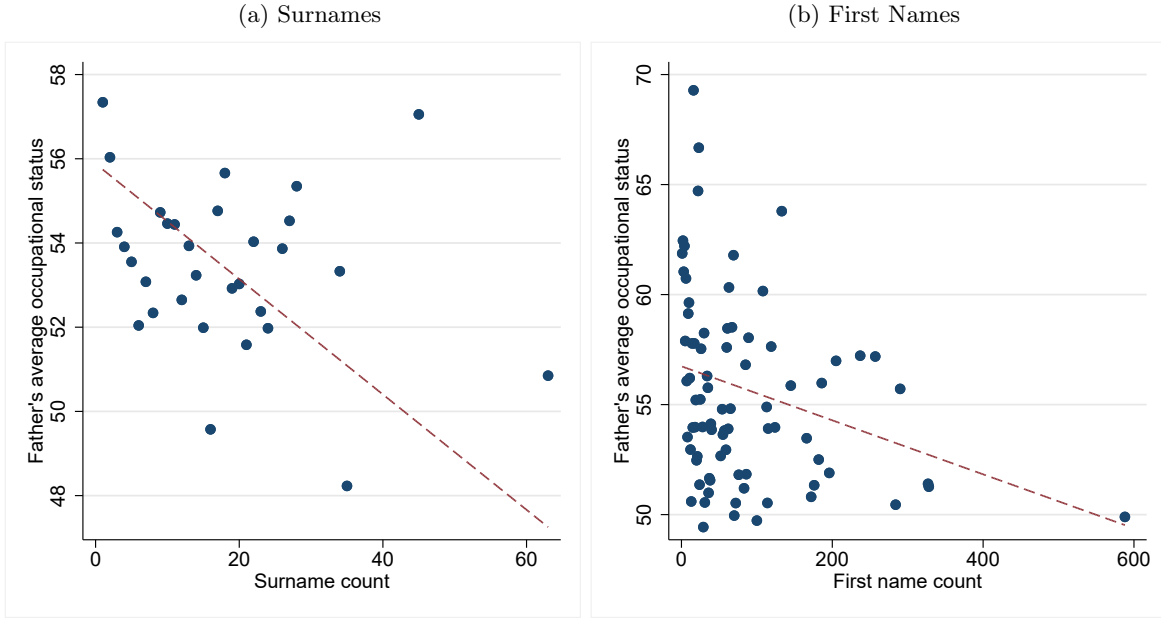 (a) Surnames
58
56
54
52
50
48
Father's average occupational status
0 20 40 60
Surname count
(b) First Names
70
65
60
55
50
Father's average occupational status
0 200 400 600
First name count